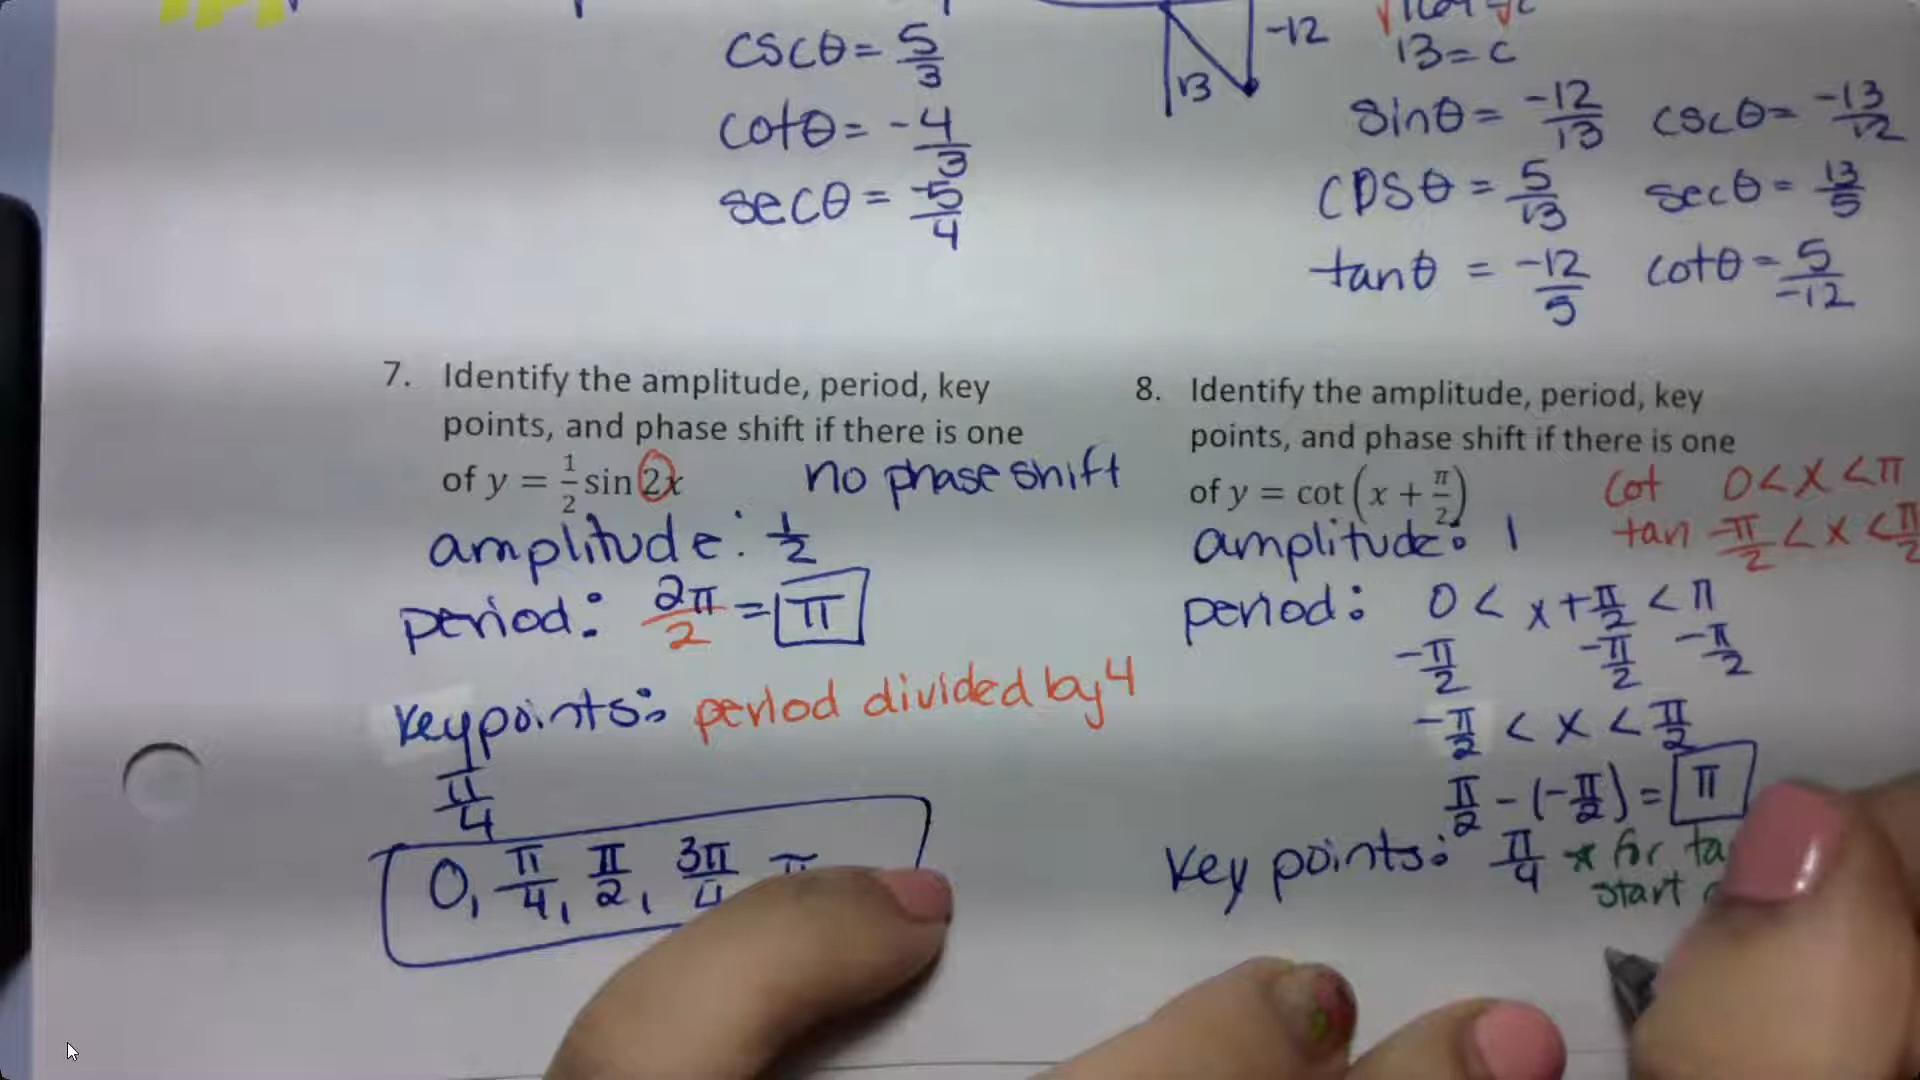 cscθ = 5/3
cotθ = -4/3
secθ = -5/4
-12
13
13 = c
sinθ = -12/13 cscθ = -13/12
cosθ = 5/13 secθ = 13/5
tanθ = -12/5 cotθ = 5/-12
7. Identify the amplitude, period, key
points, and phase shift if there is one
of y = 1/2 sin 2x no phase shift
amplitude: 1/2
period: 2π/2 = π
key points: period divided by 4
π/4
0, π/4, π/2, 3π/4
8. Identify the amplitude, period, key
points, and phase shift if there is one
of y = cot (x + π/2)
cot 0 < x < π
tan -π/2 < x < π/2
amplitude: 1
period: 0 < x + π/2 < π
-π/2 -π/2 -π/2
-π/2 < x < π/2
π/2 - (-π/2) = π
key points: π/4 * for
start